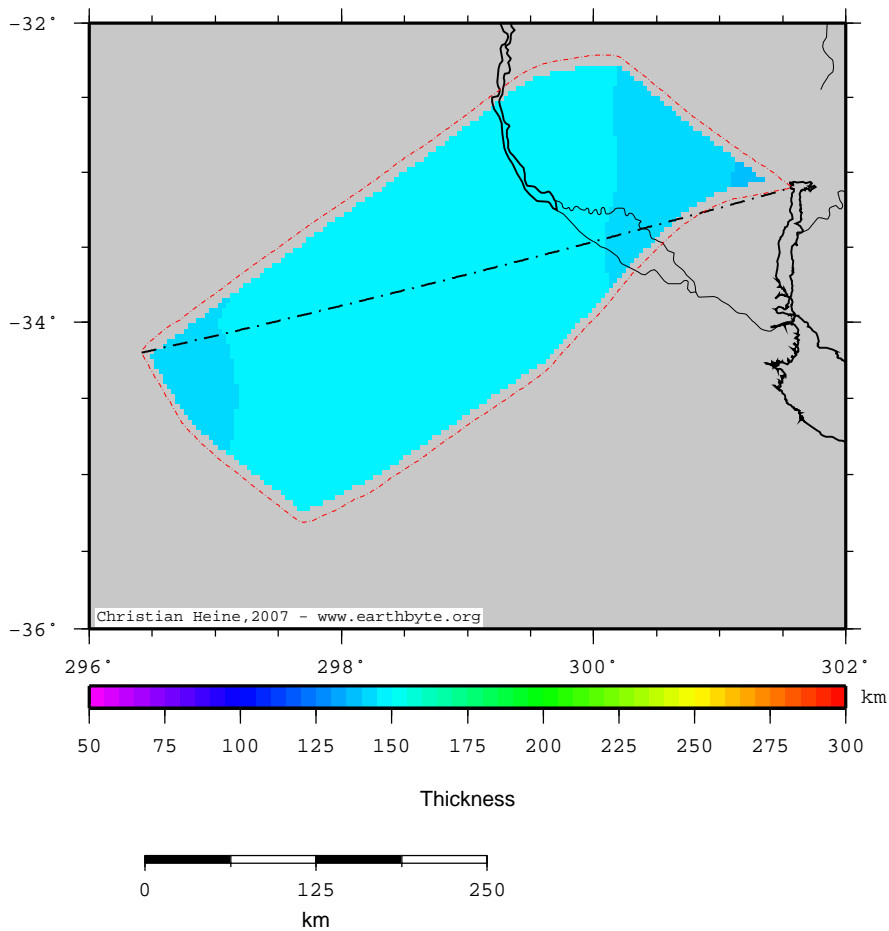 −32°
−34°
−36°
Christian Heine,2007 - www.earthbyte.org
296° 298° 300° 302°
km
50 75 100 125 150 175 200 225 250 275 300
Thickness
0 125 250
km